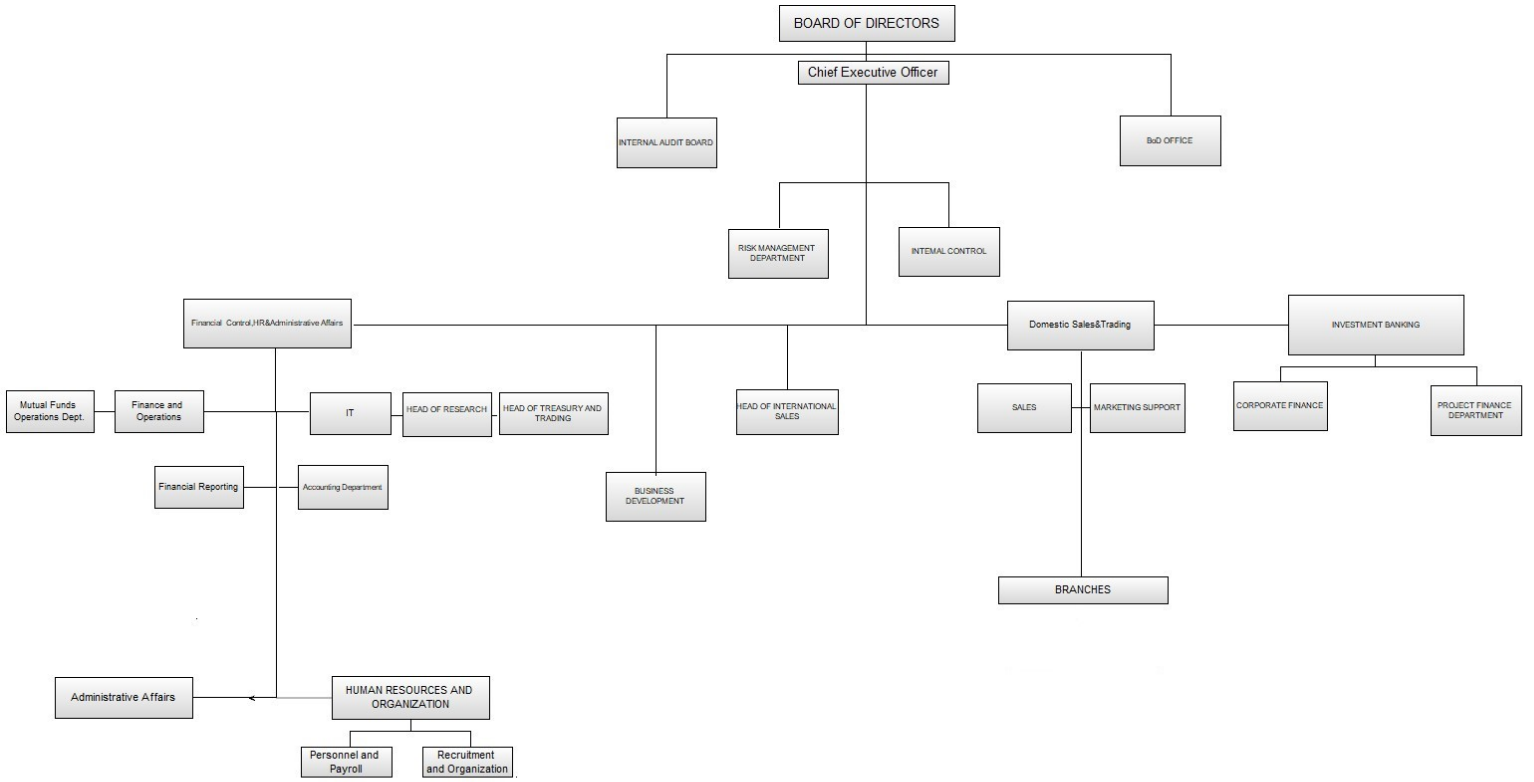 BOARD OF DIRECTORS
Chief Executive Officer
INTERNAL AUDIT BOARD
BoD OFFİCE
RISK MANAGEMENT
DEPARTMENT
INTEMAL CONTROL
Financial Control,HR&Administrative Affairs
Domestic Sales&Trading
INVESTMENT BANKING
Mutual Funds
Operations Dept.
Finance and
Operations
IT
HEAD OF RESEARCH
HEAD OF TREASURY AND
TRADING
HEAD OF INTERNATIONAL
SALES
SALES
MARKETING SUPPORT
CORPORATE FINANCE
PROJECT FINANCE
DEPARTMENT
Financial Reporting
Accounting Department
BUSINESS
DEVELOPMENT
BRANCHES
Administrative Affairs
HUMAN RESOURCES AND
ORGANIZATION
Personnel and
Payroll
Recruitment
and Organization